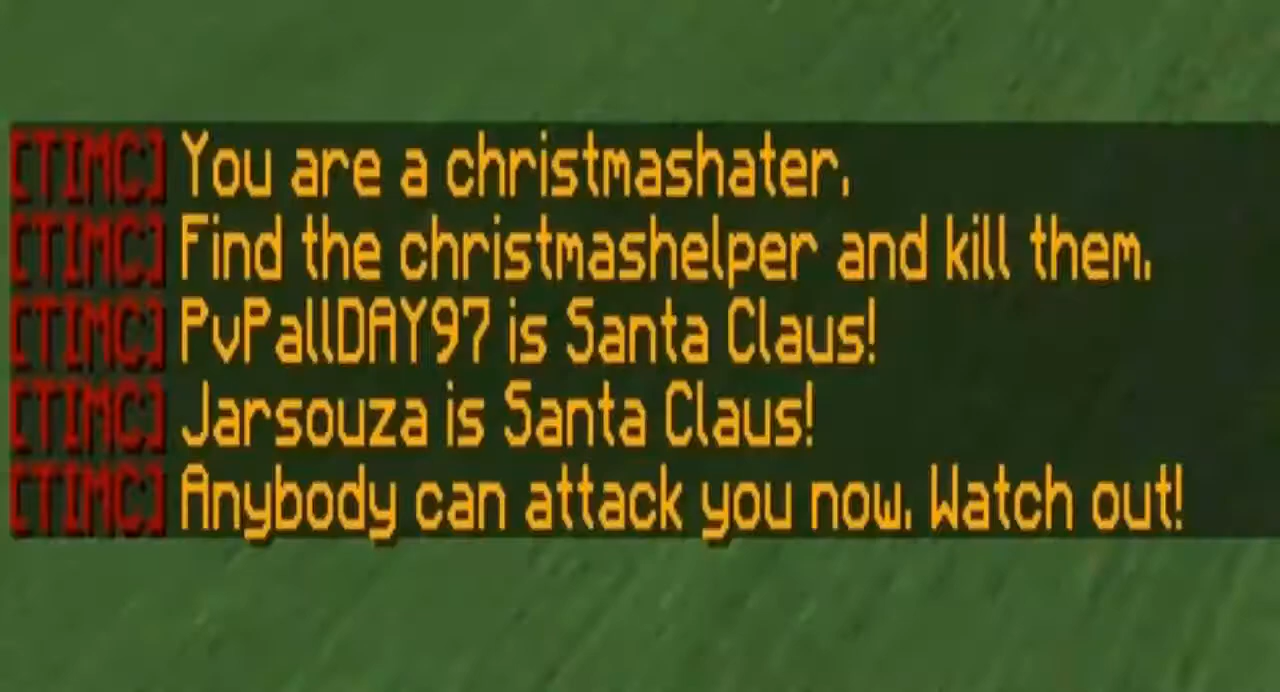 [TIMC] You are a christmashater.
[TIMC] Find the christmashelper and kill them.
[TIMC] PvPallDAY97 is Santa Claus!
[TIMC] Jarsouza is Santa Claus!
[TIMC] Anybody can attack you now. Watch out!